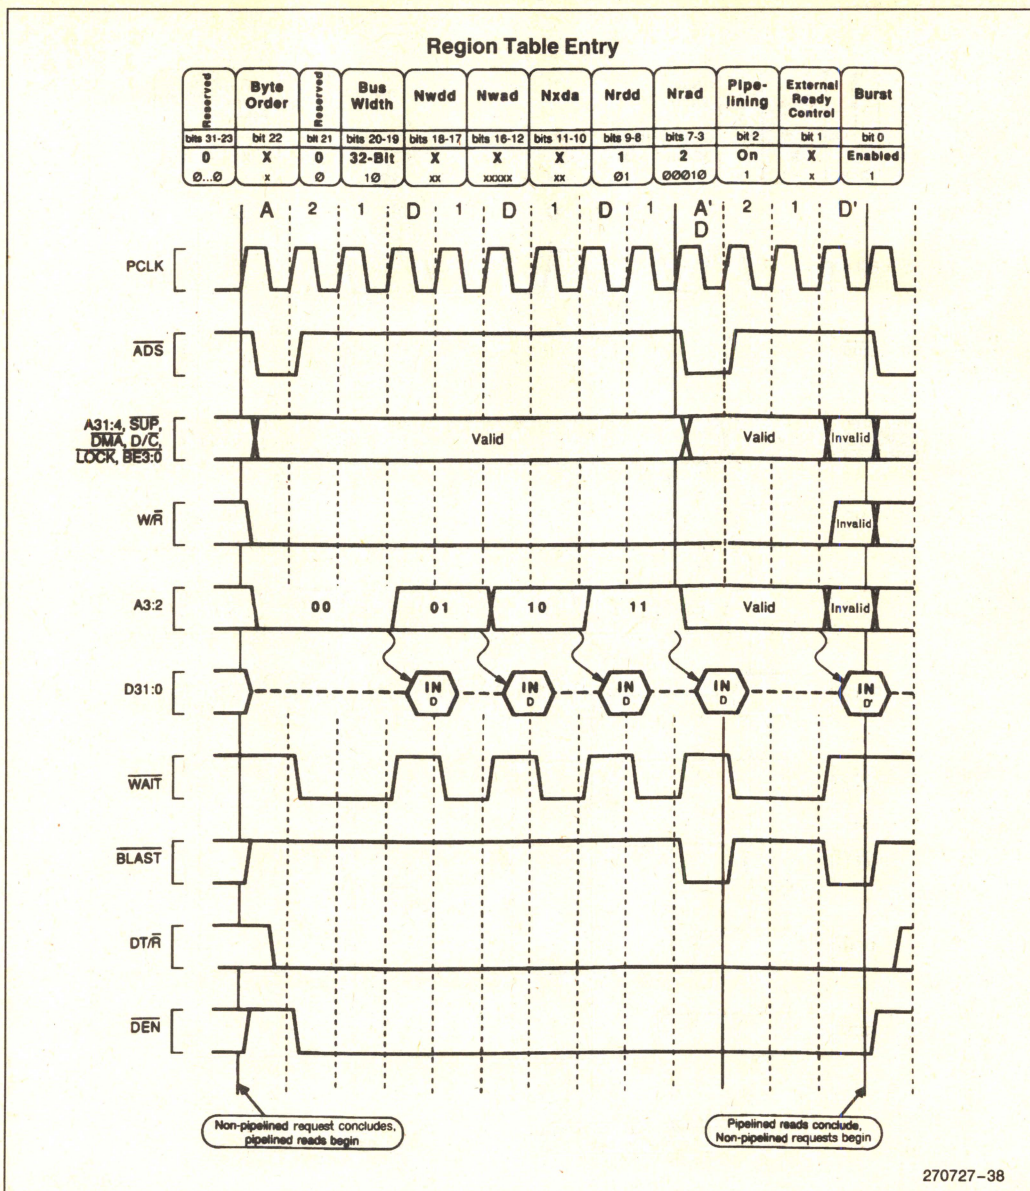 Region Table Entry
Reserved Byte Order Reserved Bus Width Nwdd Nwad Nxda Nrdd Nrad Pipe-lining External Ready Control Burst
bits 31-23 bit 22 bit 21 bits 20-19 bits 18-17 bits 16-12 bits 11-10 bits 9-8 bits 7-3 bit 2 bit 1 bit 0
0 X 0 32-Bit X X X 1 2 On X Enabled
0...0 x 0 10 xx xxxxx xx 01 00010 1 x 1
A 2 1 D 1 D 1 D 1 A' 2 1 D'
D
PCLK
ADS
A31:4, SUP,
DMA, D/C,
LOCK, BE3:0
Valid Valid Invalid
W/R
Invalid
A3:2
00 01 10 11 Valid Invalid
D31:0
IN IN IN IN IN
D D D D D'
WAIT
BLAST
DT/R
DEN
Non-pipelined request concludes,
pipelined reads begin
Pipelined reads conclude,
Non-pipelined requests begin
270727-38